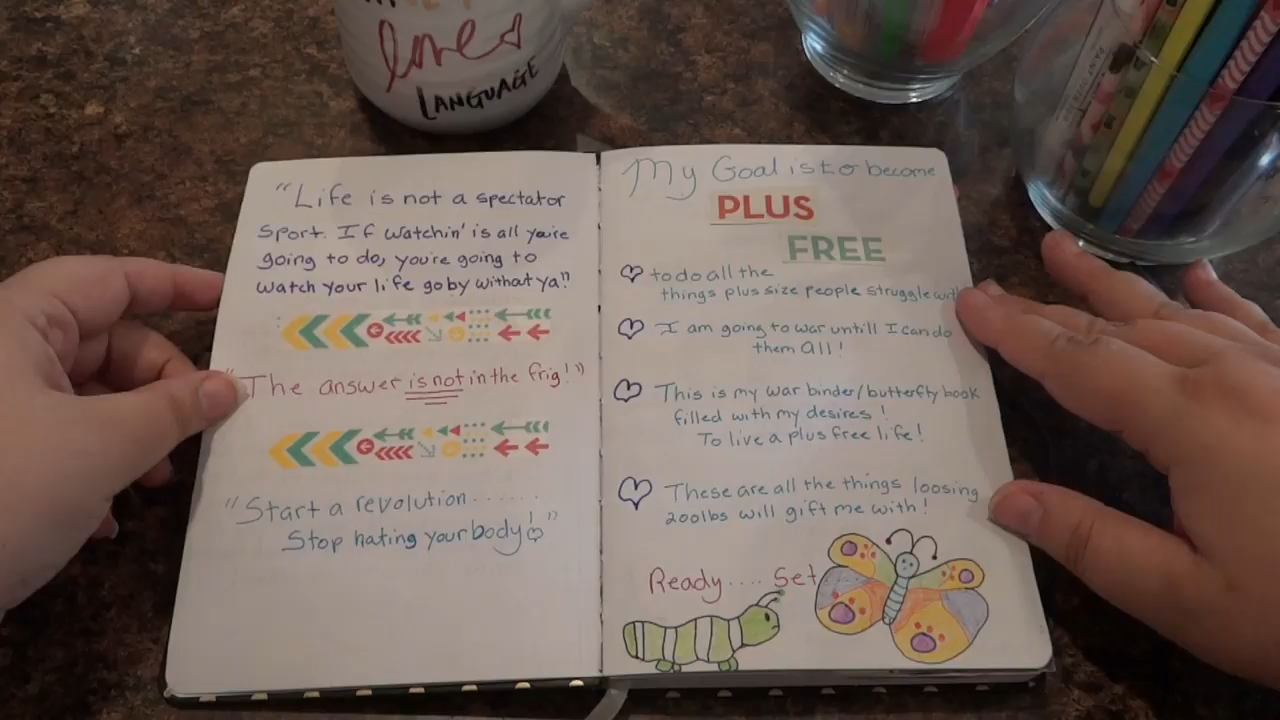 love
LANGUAGE
"Life is not a spectator
sport. If watchin' is all you're
going to do, you're going to
watch your life go by without ya!"
"The answer is not in the frig!"
"Start a revolution.......
Stop hating your body!"
My Goal is to become
PLUS
FREE
to do all the
things plus size people struggle with
I am going to war untill I can do
them all!
This is my war binder/butterfly book
filled with my desires!
To live a plus free life!
These are all the things loosing
200lbs will gift me with!
Ready.... Set